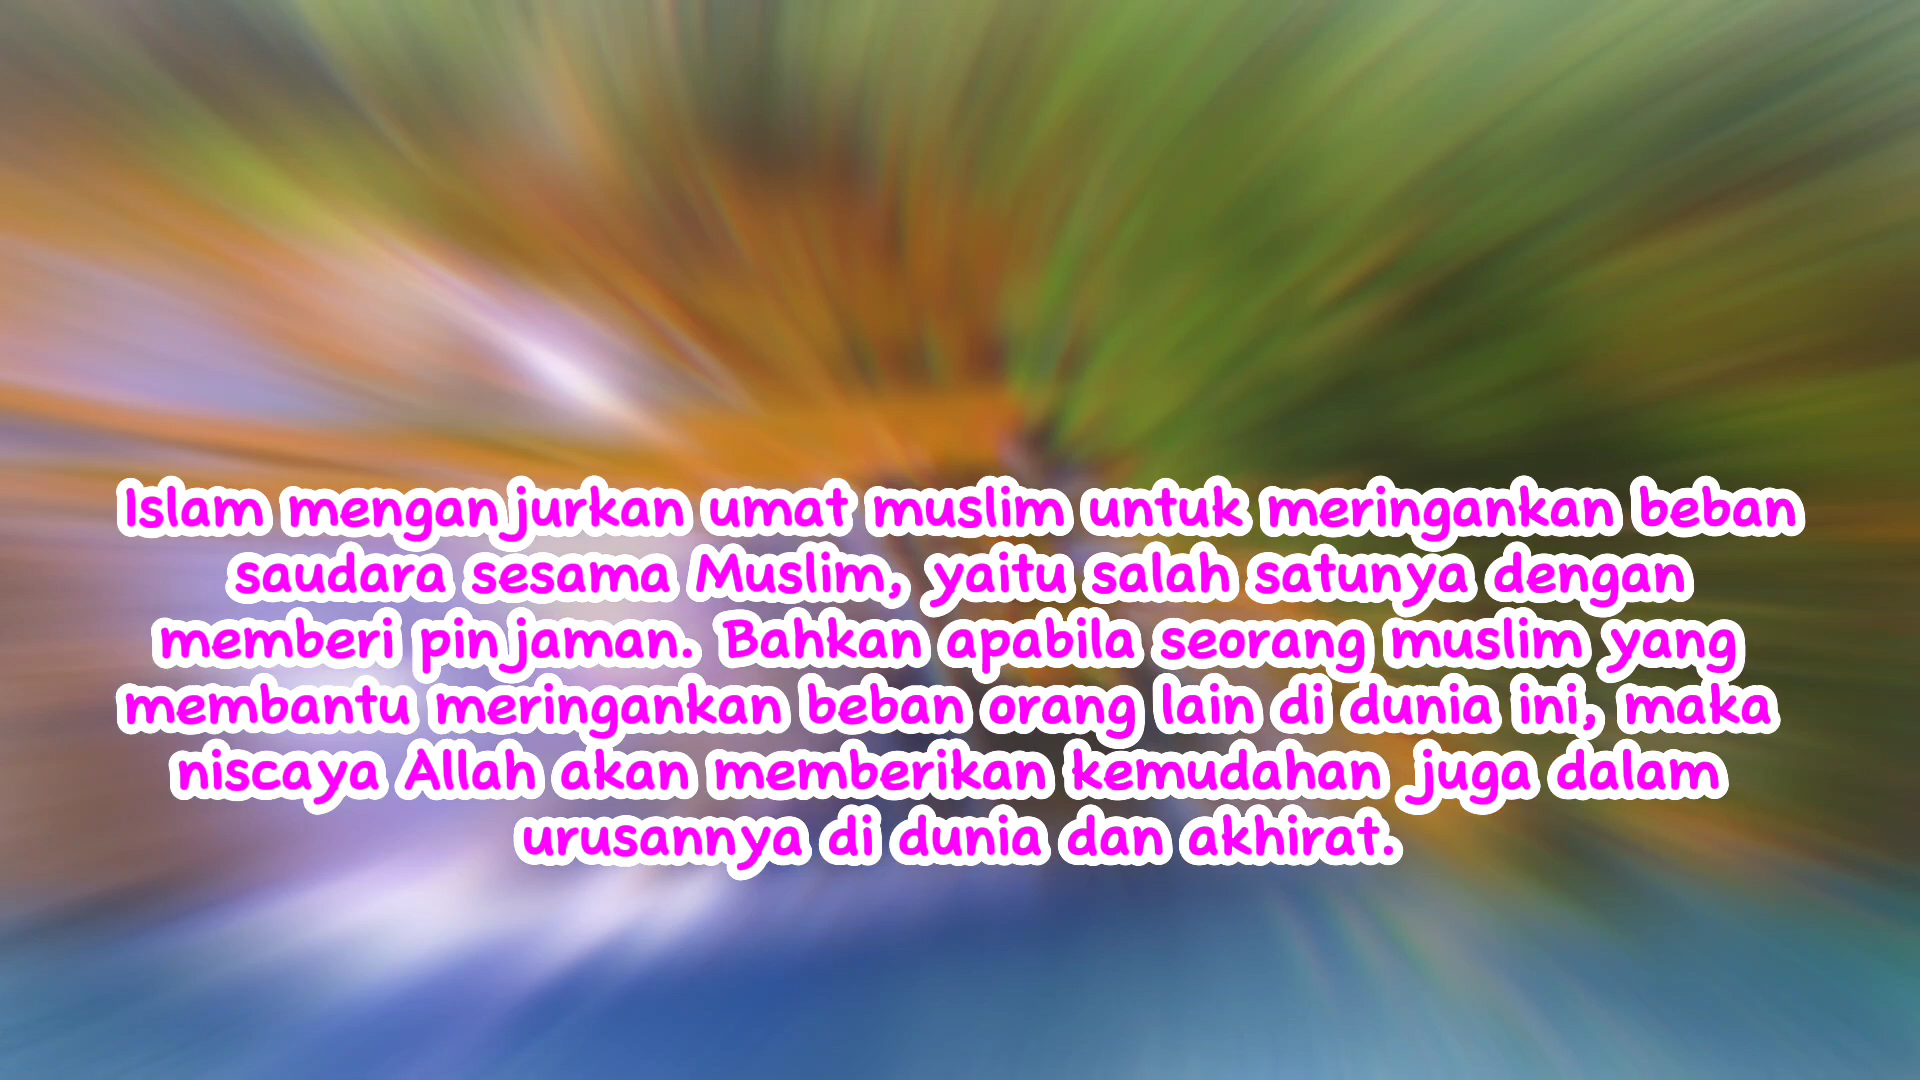 Islam menganjurkan umat muslim untuk meringankan beban
saudara sesama Muslim, yaitu salah satunya dengan
memberi pinjaman. Bahkan apabila seorang muslim yang
membantu meringankan beban orang lain di dunia ini, maka
niscaya Allah akan memberikan kemudahan juga dalam
urusannya di dunia dan akhirat.